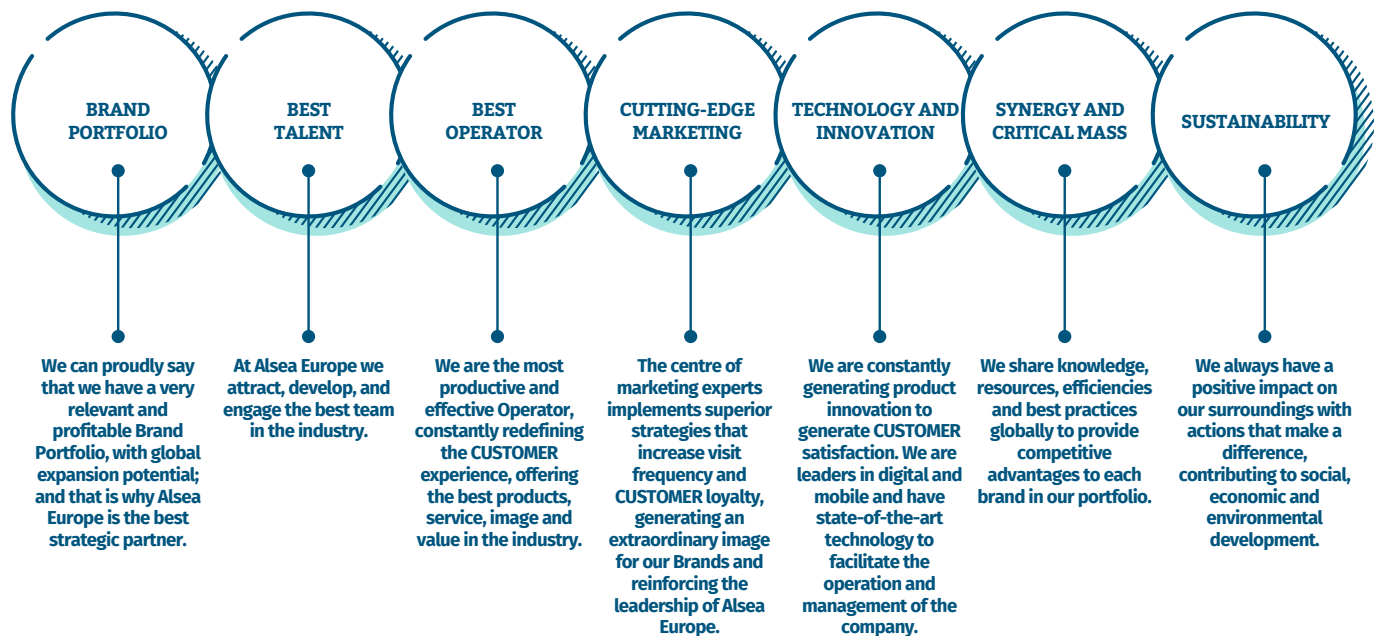 BRAND
PORTFOLIO
BEST
TALENT
BEST
OPERATOR
CUTTING-EDGE
MARKETING
TECHNOLOGY AND
INNOVATION
SYNERGY AND
CRITICAL MASS
SUSTAINABILITY
We can proudly say
that we have a very
relevant and
profitable Brand
Portfolio, with global
expansion potential;
and that is why Alsea
Europe is the best
strategic partner.
At Alsea Europe we
attract, develop, and
engage the best team
in the industry.
We are the most
productive and
effective Operator,
constantly redefining
the CUSTOMER
experience, offering
the best products,
service, image and
value in the industry.
The centre of
marketing experts
implements superior
strategies that
increase visit
frequency and
CUSTOMER loyalty,
generating an
extraordinary image
for our Brands and
reinforcing the
leadership of Alsea
Europe.
We are constantly
generating product
innovation to
generate CUSTOMER
satisfaction. We are
leaders in digital and
mobile and have
state-of-the-art
technology to
facilitate the
operation and
management of the
company.
We share knowledge,
resources, efficiencies
and best practices
globally to provide
competitive
advantages to each
brand in our portfolio.
We always have a
positive impact on
our surroundings with
actions that make a
difference,
contributing to social,
economic and
environmental
development.